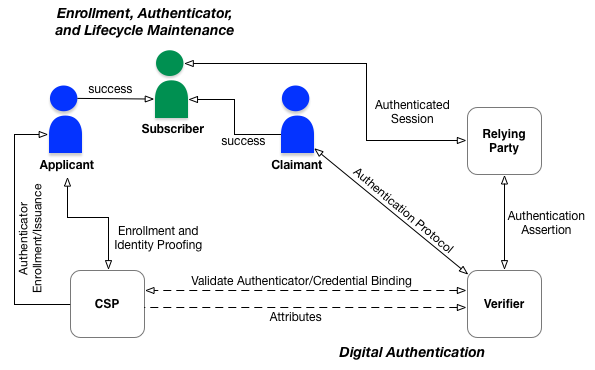 Enrollment, Authenticator,
and Lifecycle Maintenance
success
Subscriber
Applicant
success
Claimant
Authenticated
Session
Relying
Party
Authenticator
Enrollment/Issuance
Enrollment and
Identity Proofing
Authentication Protocol
Authentication
Assertion
CSP
Validate Authenticator/Credential Binding
Attributes
Verifier
Digital Authentication